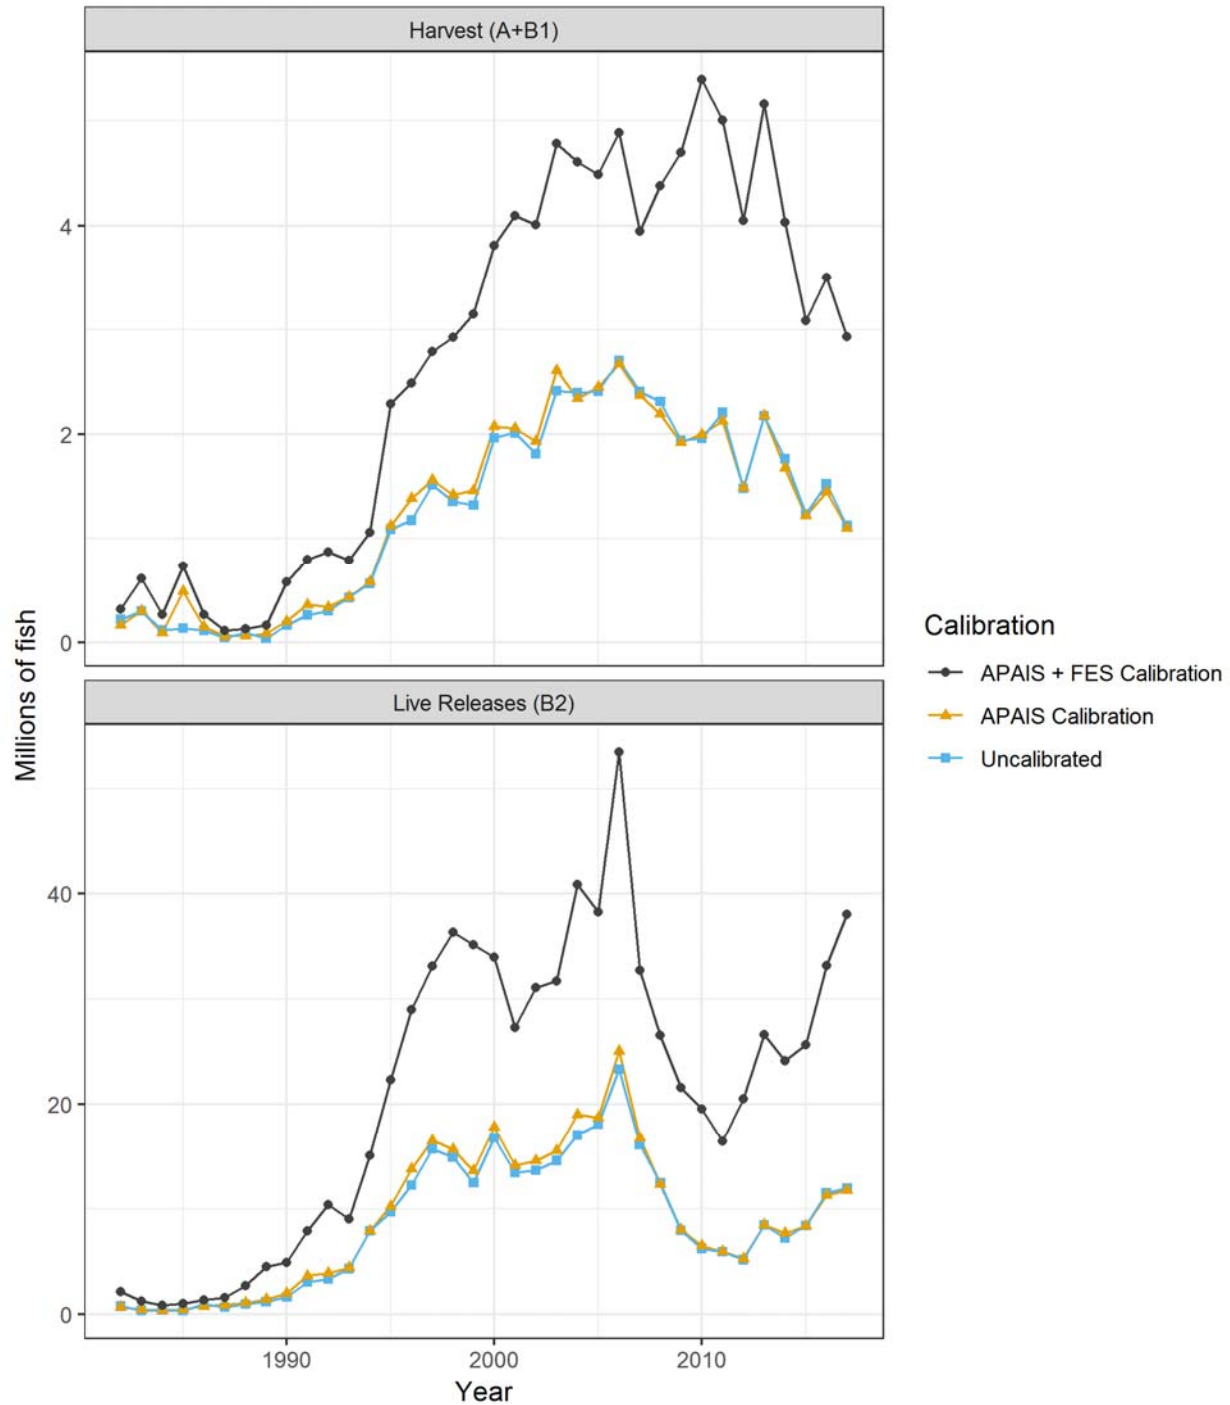 Harvest (A+B1)
4
2
0
Live Releases (B2)
40
20
0
1990 2000 2010
Year
Millions of fish
Calibration
APAIS + FES Calibration
APAIS Calibration
Uncalibrated